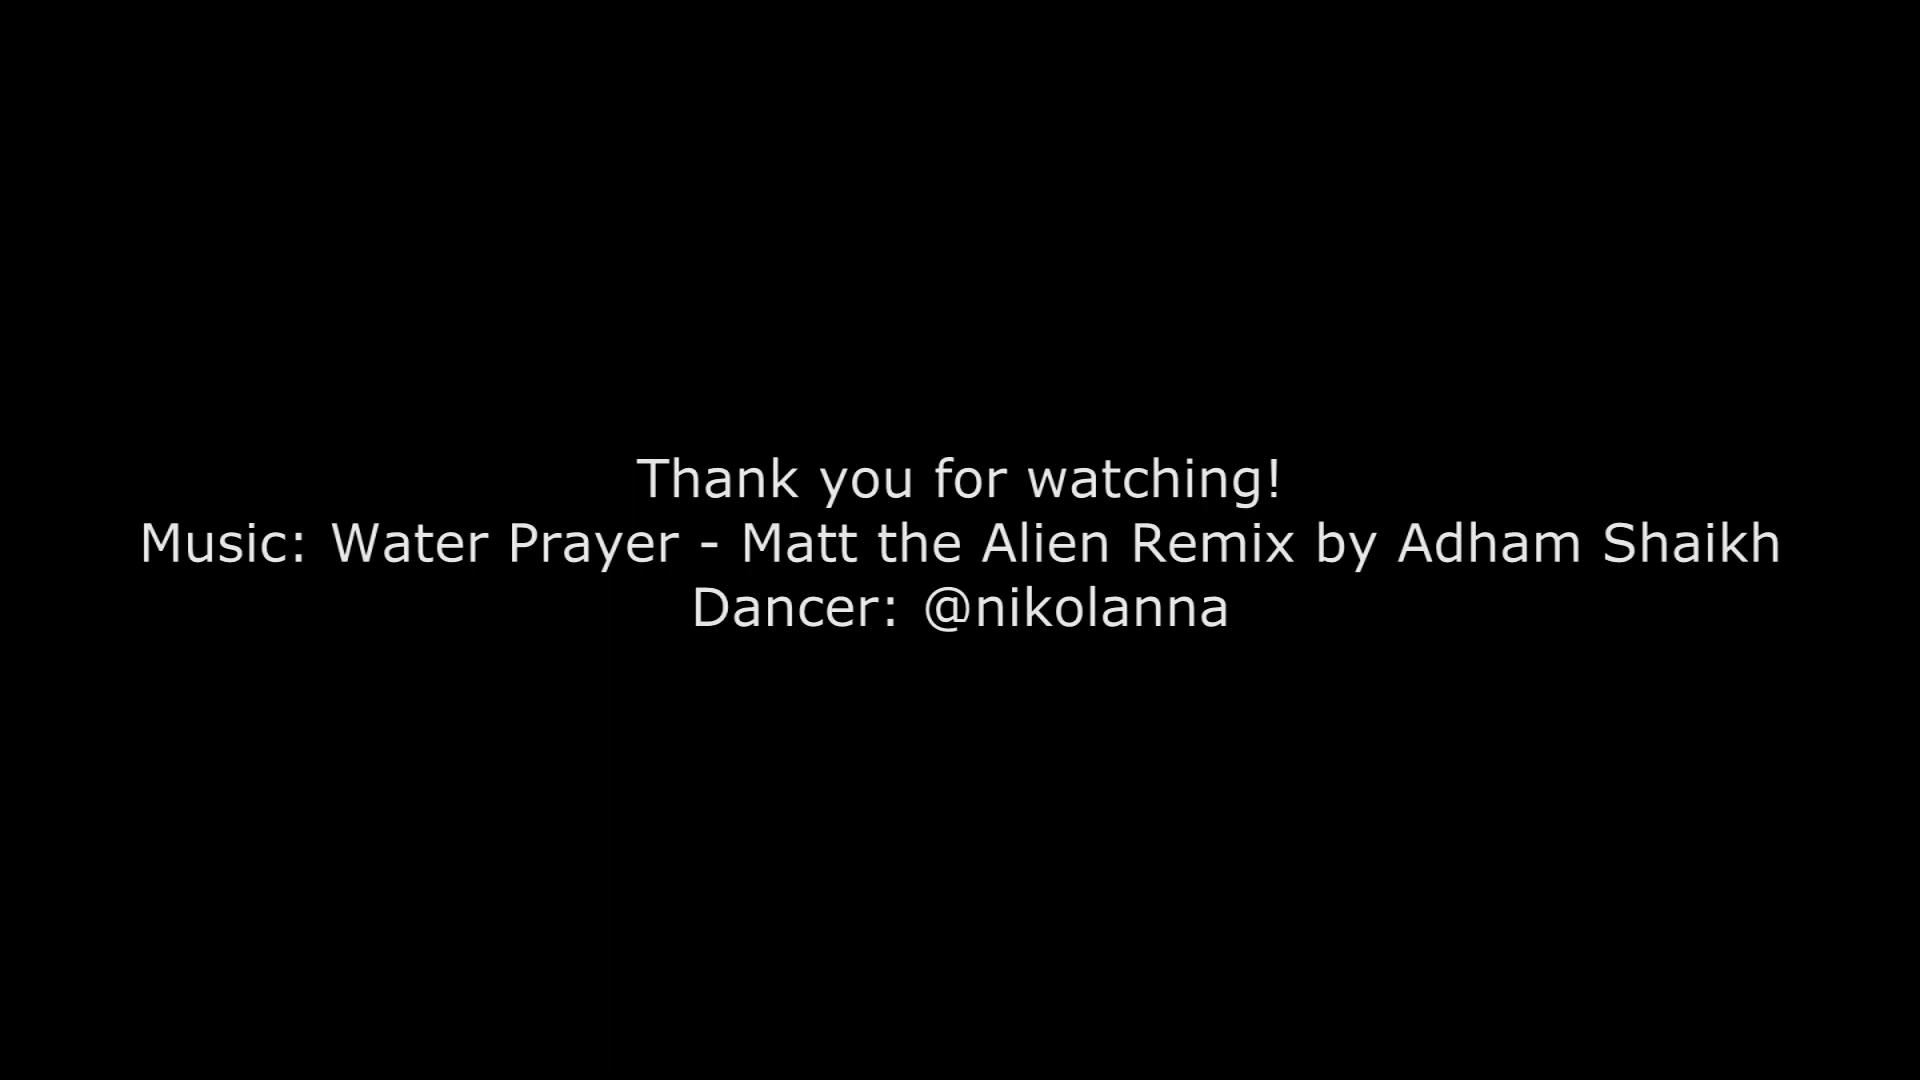 Thank you for watching!
Music: Water Prayer - Matt the Alien Remix by Adham Shaikh
Dancer: @nikolanna